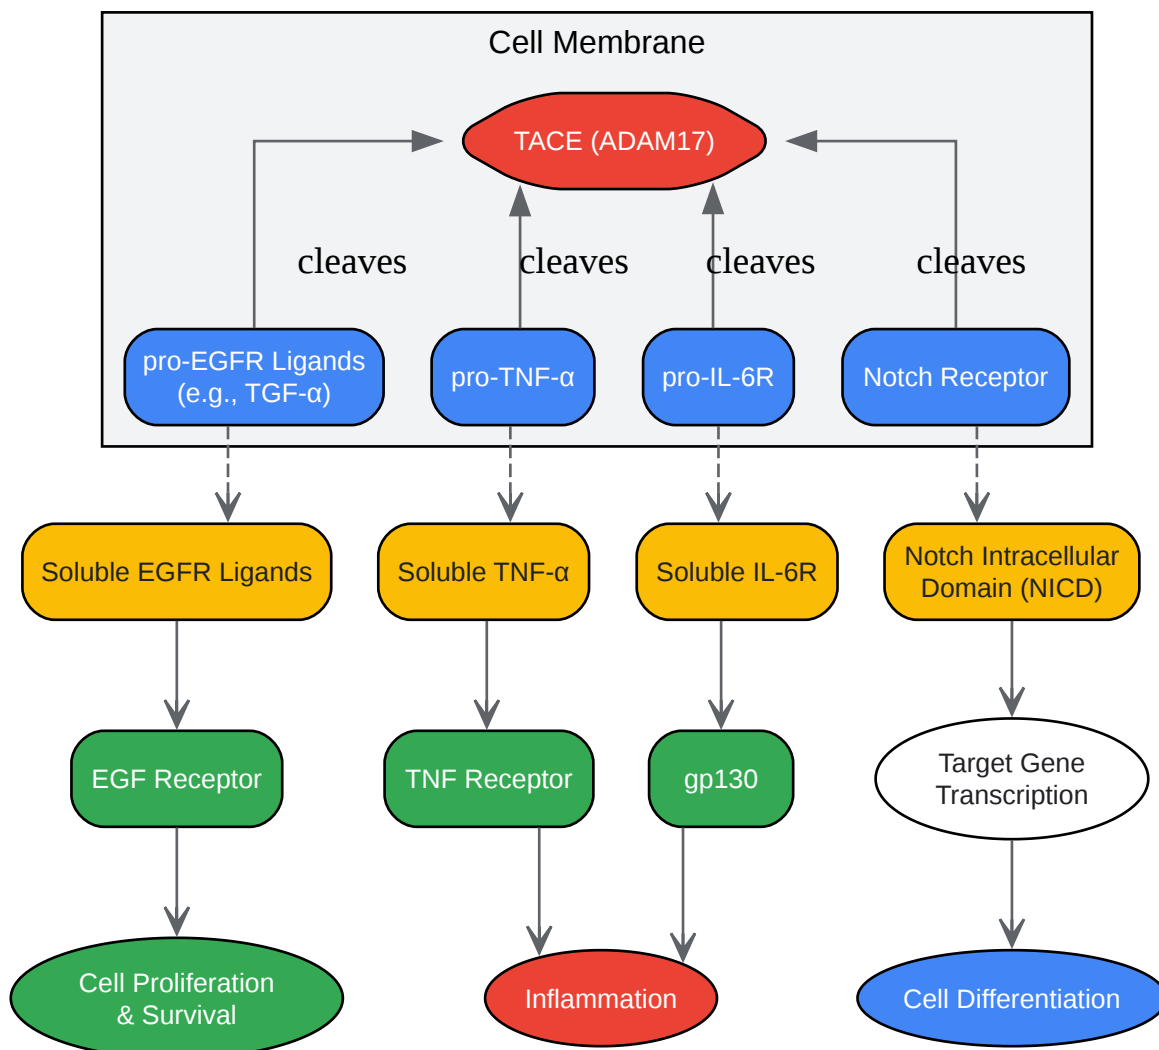 Cell Membrane
TACE (ADAM17)
cleaves cleaves cleaves cleaves
pro-EGFR Ligands
(e.g., TGF-α)
pro-TNF-α
pro-IL-6R
Notch Receptor
Soluble EGFR Ligands
Soluble TNF-α
Soluble IL-6R
Notch Intracellular
Domain (NICD)
EGF Receptor
TNF Receptor
gp130
Target Gene
Transcription
Cell Proliferation
& Survival
Inflammation
Cell Differentiation